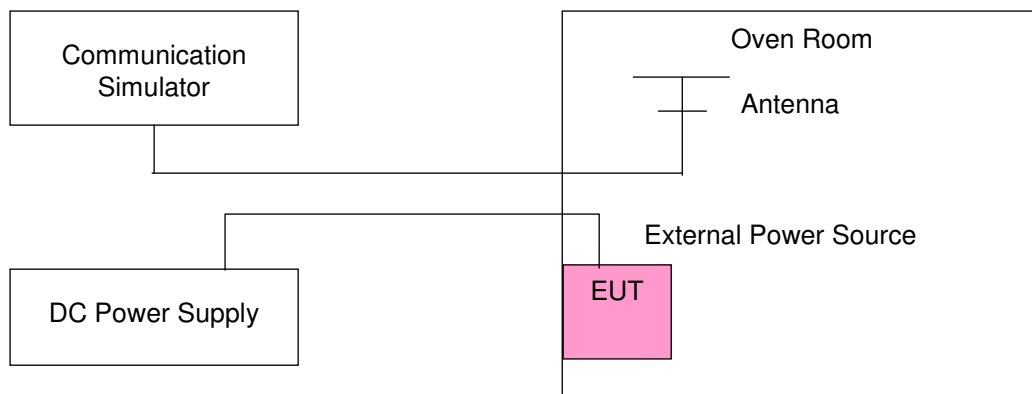 Communication
Simulator
Oven Room
Antenna
External Power Source
DC Power Supply
EUT